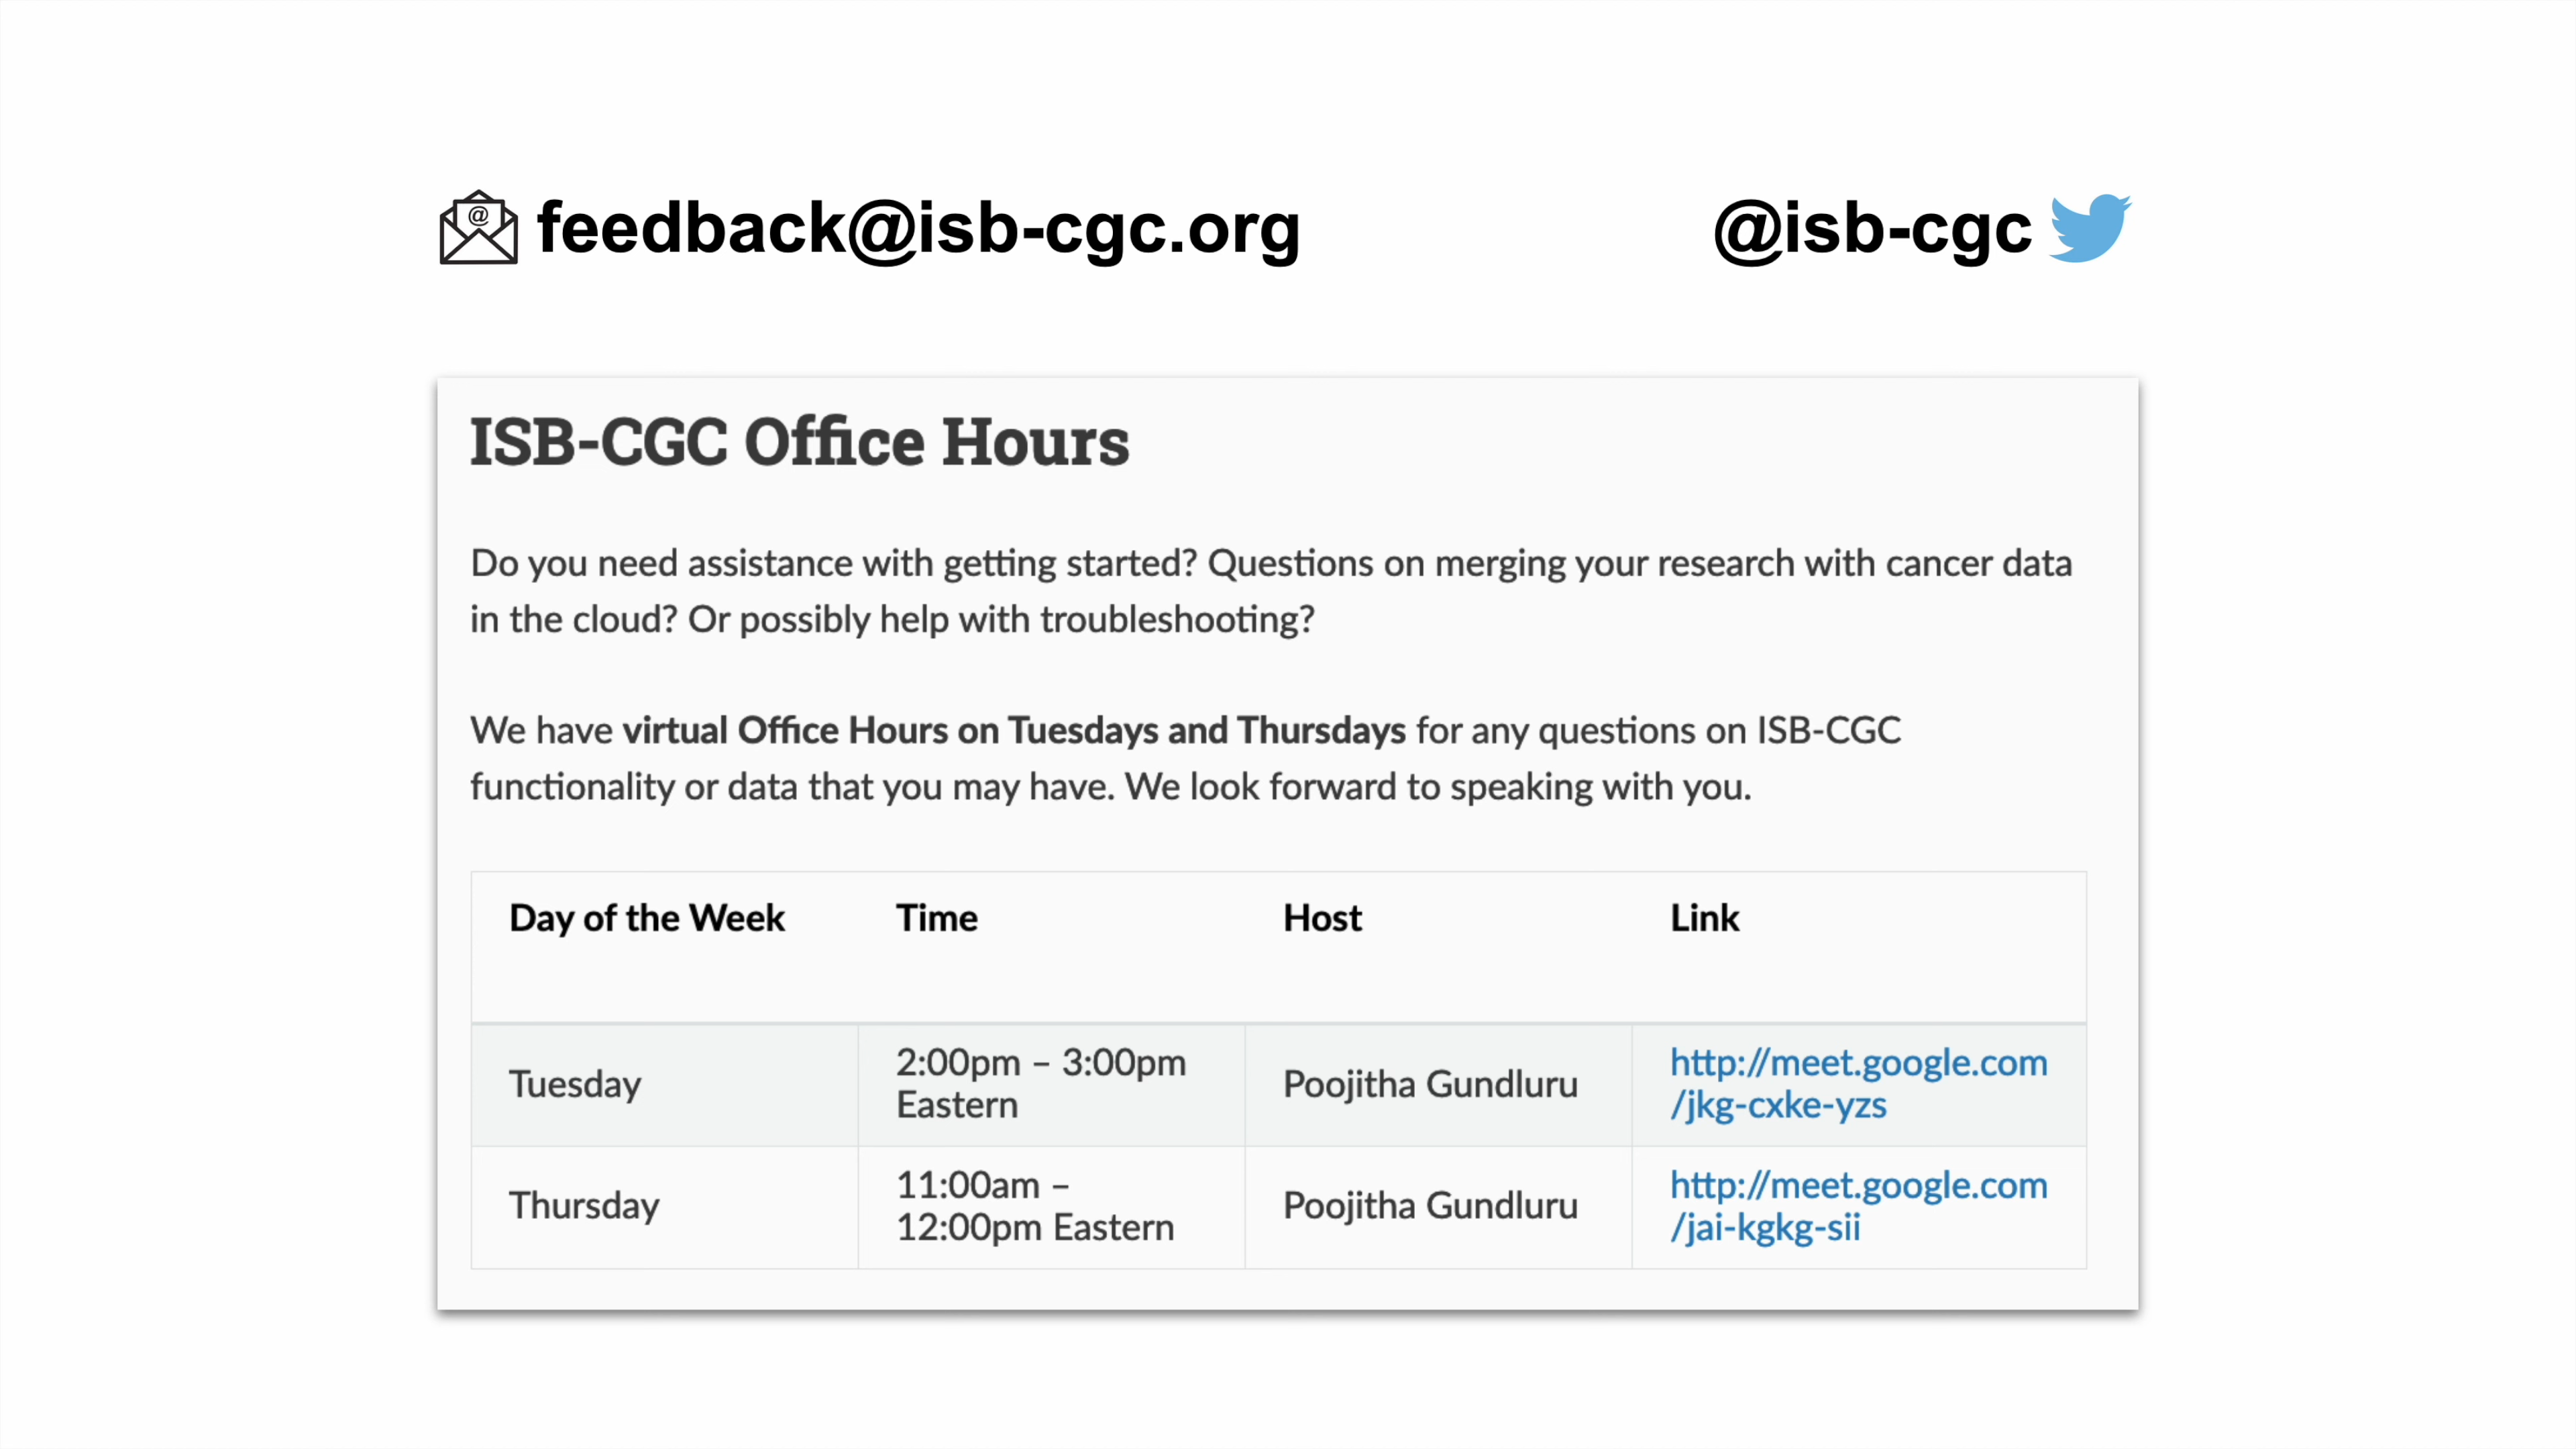 feedback@isb-cgc.org
@isb-cgc
ISB-CGC Office Hours
Do you need assistance with getting started? Questions on merging your research with cancer data
in the cloud? Or possibly help with troubleshooting?
We have virtual Office Hours on Tuesdays and Thursdays for any questions on ISB-CGC
functionality or data that you may have. We look forward to speaking with you.
Day of the Week Time Host Link
Tuesday
2:00pm – 3:00pm
Eastern
Poojitha Gundluru
http://meet.google.com
/jkg-cxke-yzs
Thursday
11:00am –
12:00pm Eastern
Poojitha Gundluru
http://meet.google.com
/jai-kgkg-sii